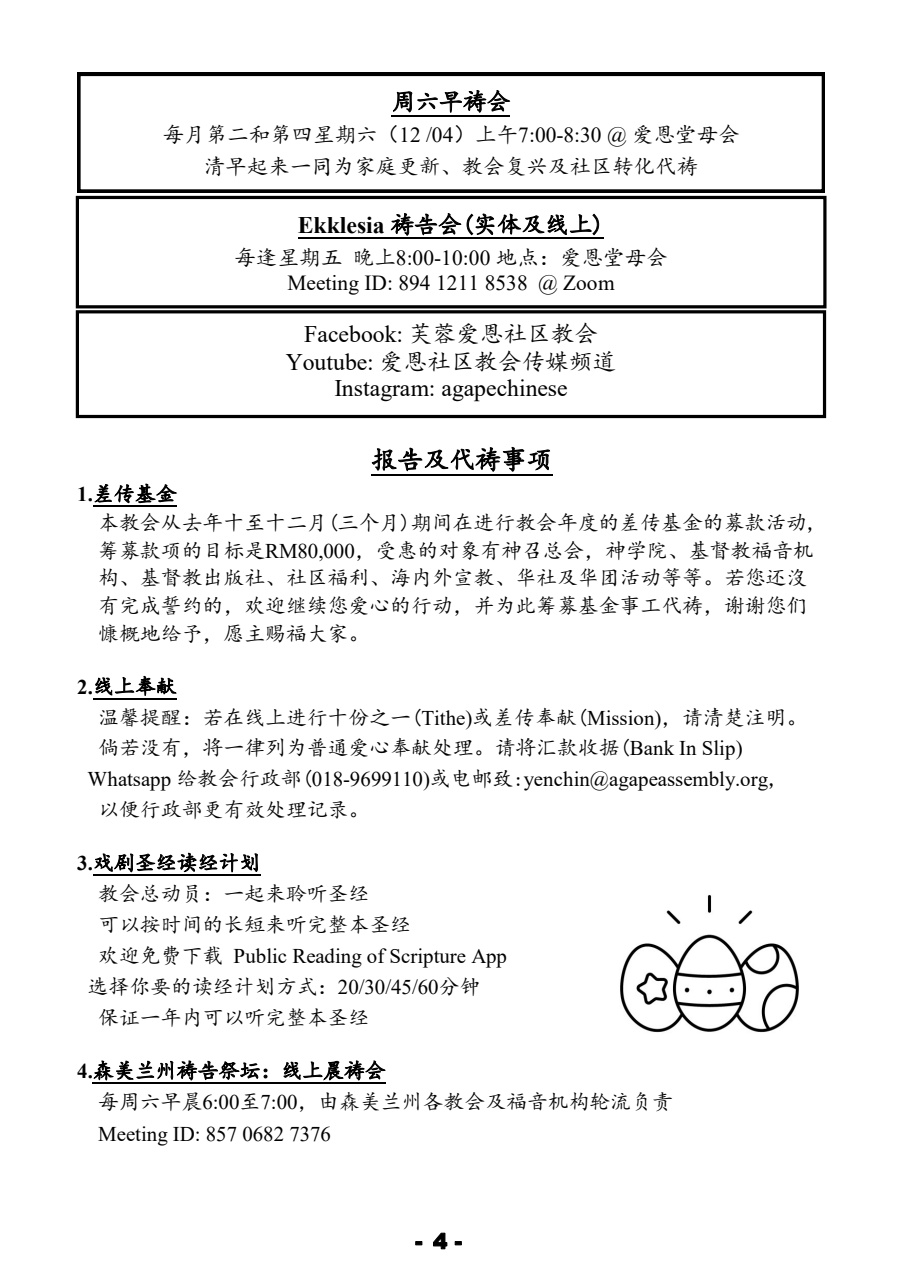 周六早祷会
每月第二和第四星期六（12 /04）上午7:00-8:30 @ 爱恩堂母会
清早起来一同为家庭更新、教会复兴及社区转化代祷
Ekklesia 祷告会(实体及线上)
每逢星期五 晚上8:00-10:00 地点：爱恩堂母会
Meeting ID: 894 1211 8538 @ Zoom
Facebook: 芙蓉爱恩社区教会
Youtube: 爱恩社区教会传媒频道
Instagram: agapechinese
报告及代祷事项
1.差传基金
本教会从去年十至十二月(三个月)期间在进行教会年度的差传基金的募款活动，
筹募款项的目标是RM80,000，受惠的对象有神召总会，神学院、基督教福音机
构、基督教出版社、社区福利、海内外宣教、华社及华团活动等等。若您还没
有完成誓约的，欢迎继续您爱心的行动，并为此筹募基金事工代祷，谢谢您们
慷概地给予，愿主赐福大家。
2.线上奉献
温馨提醒：若在线上进行十份之一(Tithe)或差传奉献(Mission)，请清楚注明。
倘若没有，将一律列为普通爱心奉献处理。请将汇款收据(Bank In Slip)
Whatsapp 给教会行政部(018-9699110)或电邮致:yenchin@agapeassembly.org，
以便行政部更有效处理记录。
3.戏剧圣经读经计划
教会总动员：一起来聆听圣经
可以按时间的长短来听完整本圣经
欢迎免费下载 Public Reading of Scripture App
选择你要的读经计划方式：20/30/45/60分钟
保证一年内可以听完整本圣经
4.森美兰州祷告祭坛：线上晨祷会
每周六早晨6:00至7:00，由森美兰州各教会及福音机构轮流负责
Meeting ID: 857 0682 7376
- 4 -